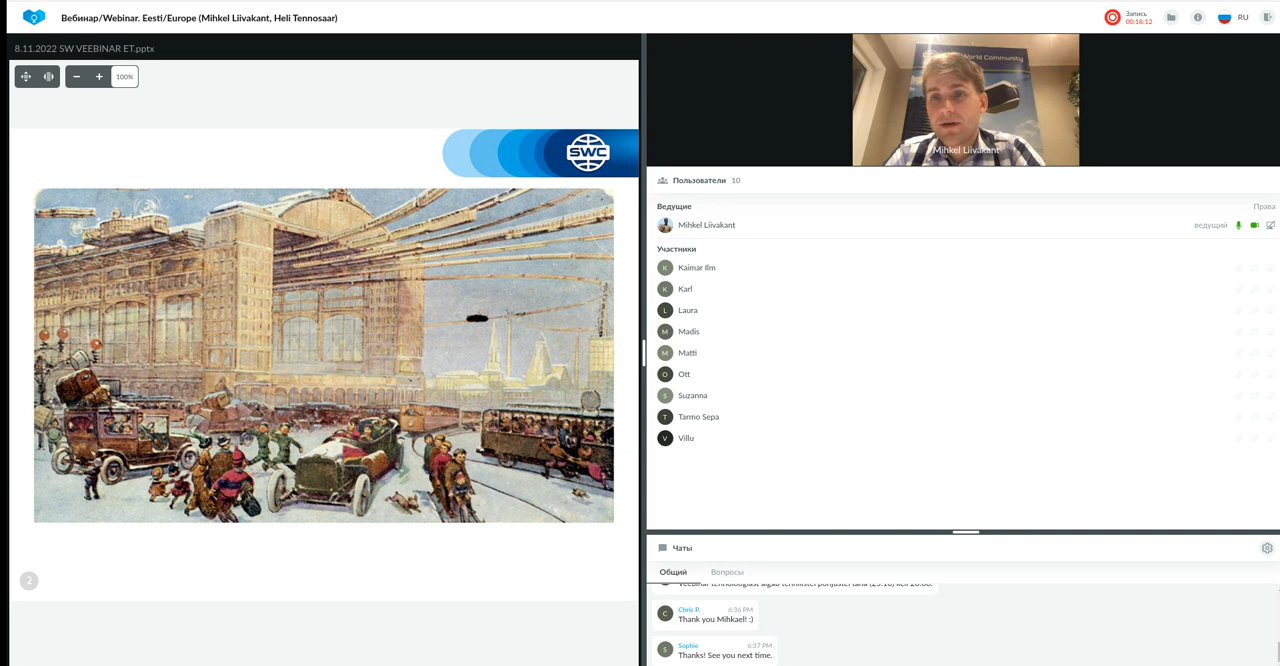 Вебинар/Webinar. Eesti/Europe (Mihkel Liivakant, Heli Tennosaar)
Запись
00:18:12
RU
8.11.2022 SW VEEBINAR ET.pptx
100%
SWC
World Community
Mihkel Liivakant
Пользователи 10
Ведущие Права
Mihkel Liivakant ведущий
Участники
K Kaimar Ilm
K Karl
L Laura
M Madis
M Matti
O Ott
S Suzanna
T Tarmo Sepa
V Villu
2
Чаты
Общий Вопросы
C Chris P. 6:36 PM
Thank you Mihkael! :)
S Sophie 6:37 PM
Thanks! See you next time.